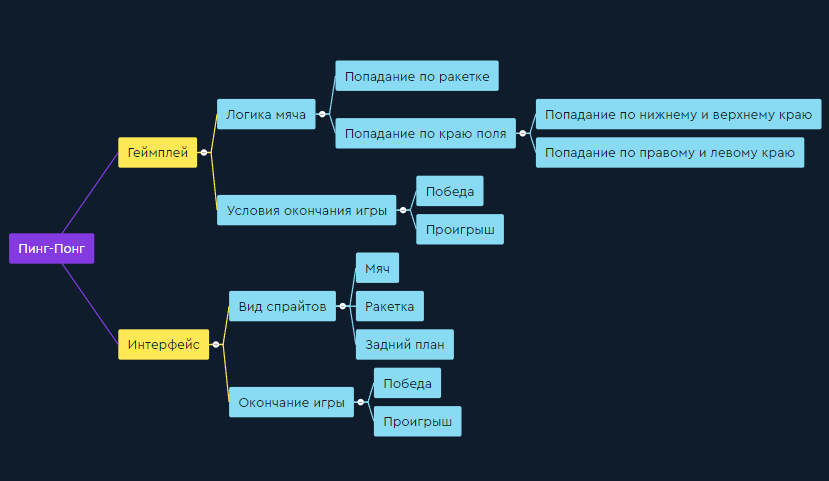 Пинг-Понг
Геймплей
Логика мяча
Попадание по ракетке
Попадание по краю поля
Попадание по нижнему и верхнему краю
Попадание по правому и левому краю
Условия окончания игры
Победа
Проигрыш
Интерфейс
Вид спрайтов
Мяч
Ракетка
Задний план
Окончание игры
Победа
Проигрыш